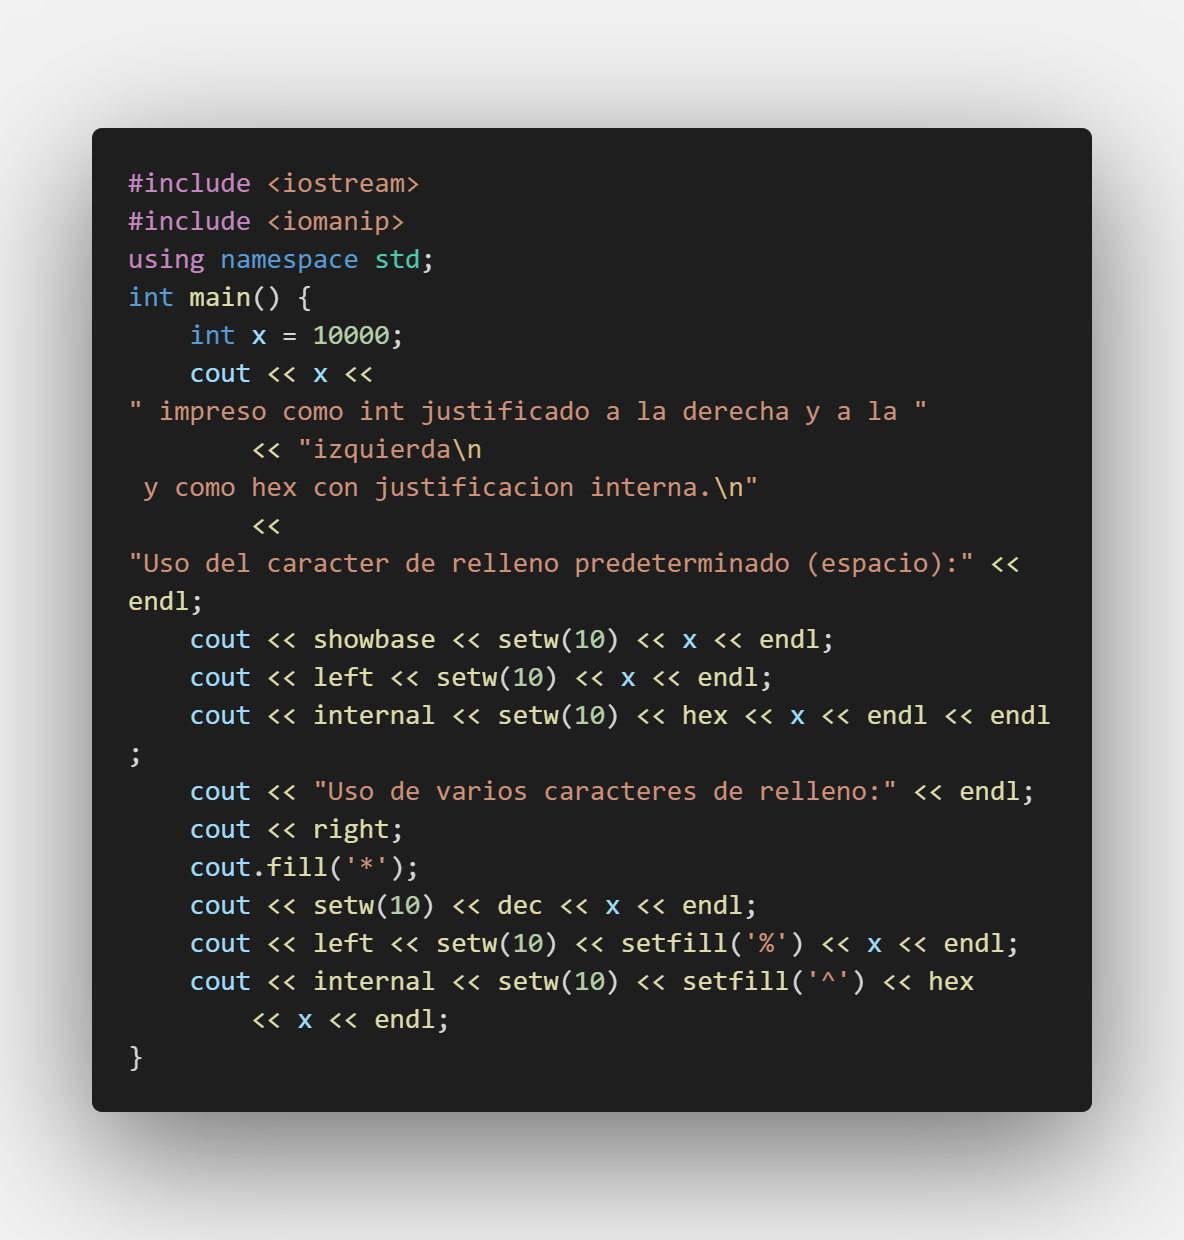 #include <iostream>
#include <iomanip>
using namespace std;
int main() {
    int x = 10000;
    cout << x <<
" impreso como int justificado a la derecha y a la "
        << "izquierda\n
 y como hex con justificacion interna.\n"
        <<
"Uso del caracter de relleno predeterminado (espacio):" <<
endl;
    cout << showbase << setw(10) << x << endl;
    cout << left << setw(10) << x << endl;
    cout << internal << setw(10) << hex << x << endl << endl
;
    cout << "Uso de varios caracteres de relleno:" << endl;
    cout << right;
    cout.fill('*');
    cout << setw(10) << dec << x << endl;
    cout << left << setw(10) << setfill('%') << x << endl;
    cout << internal << setw(10) << setfill('^') << hex
        << x << endl;
}